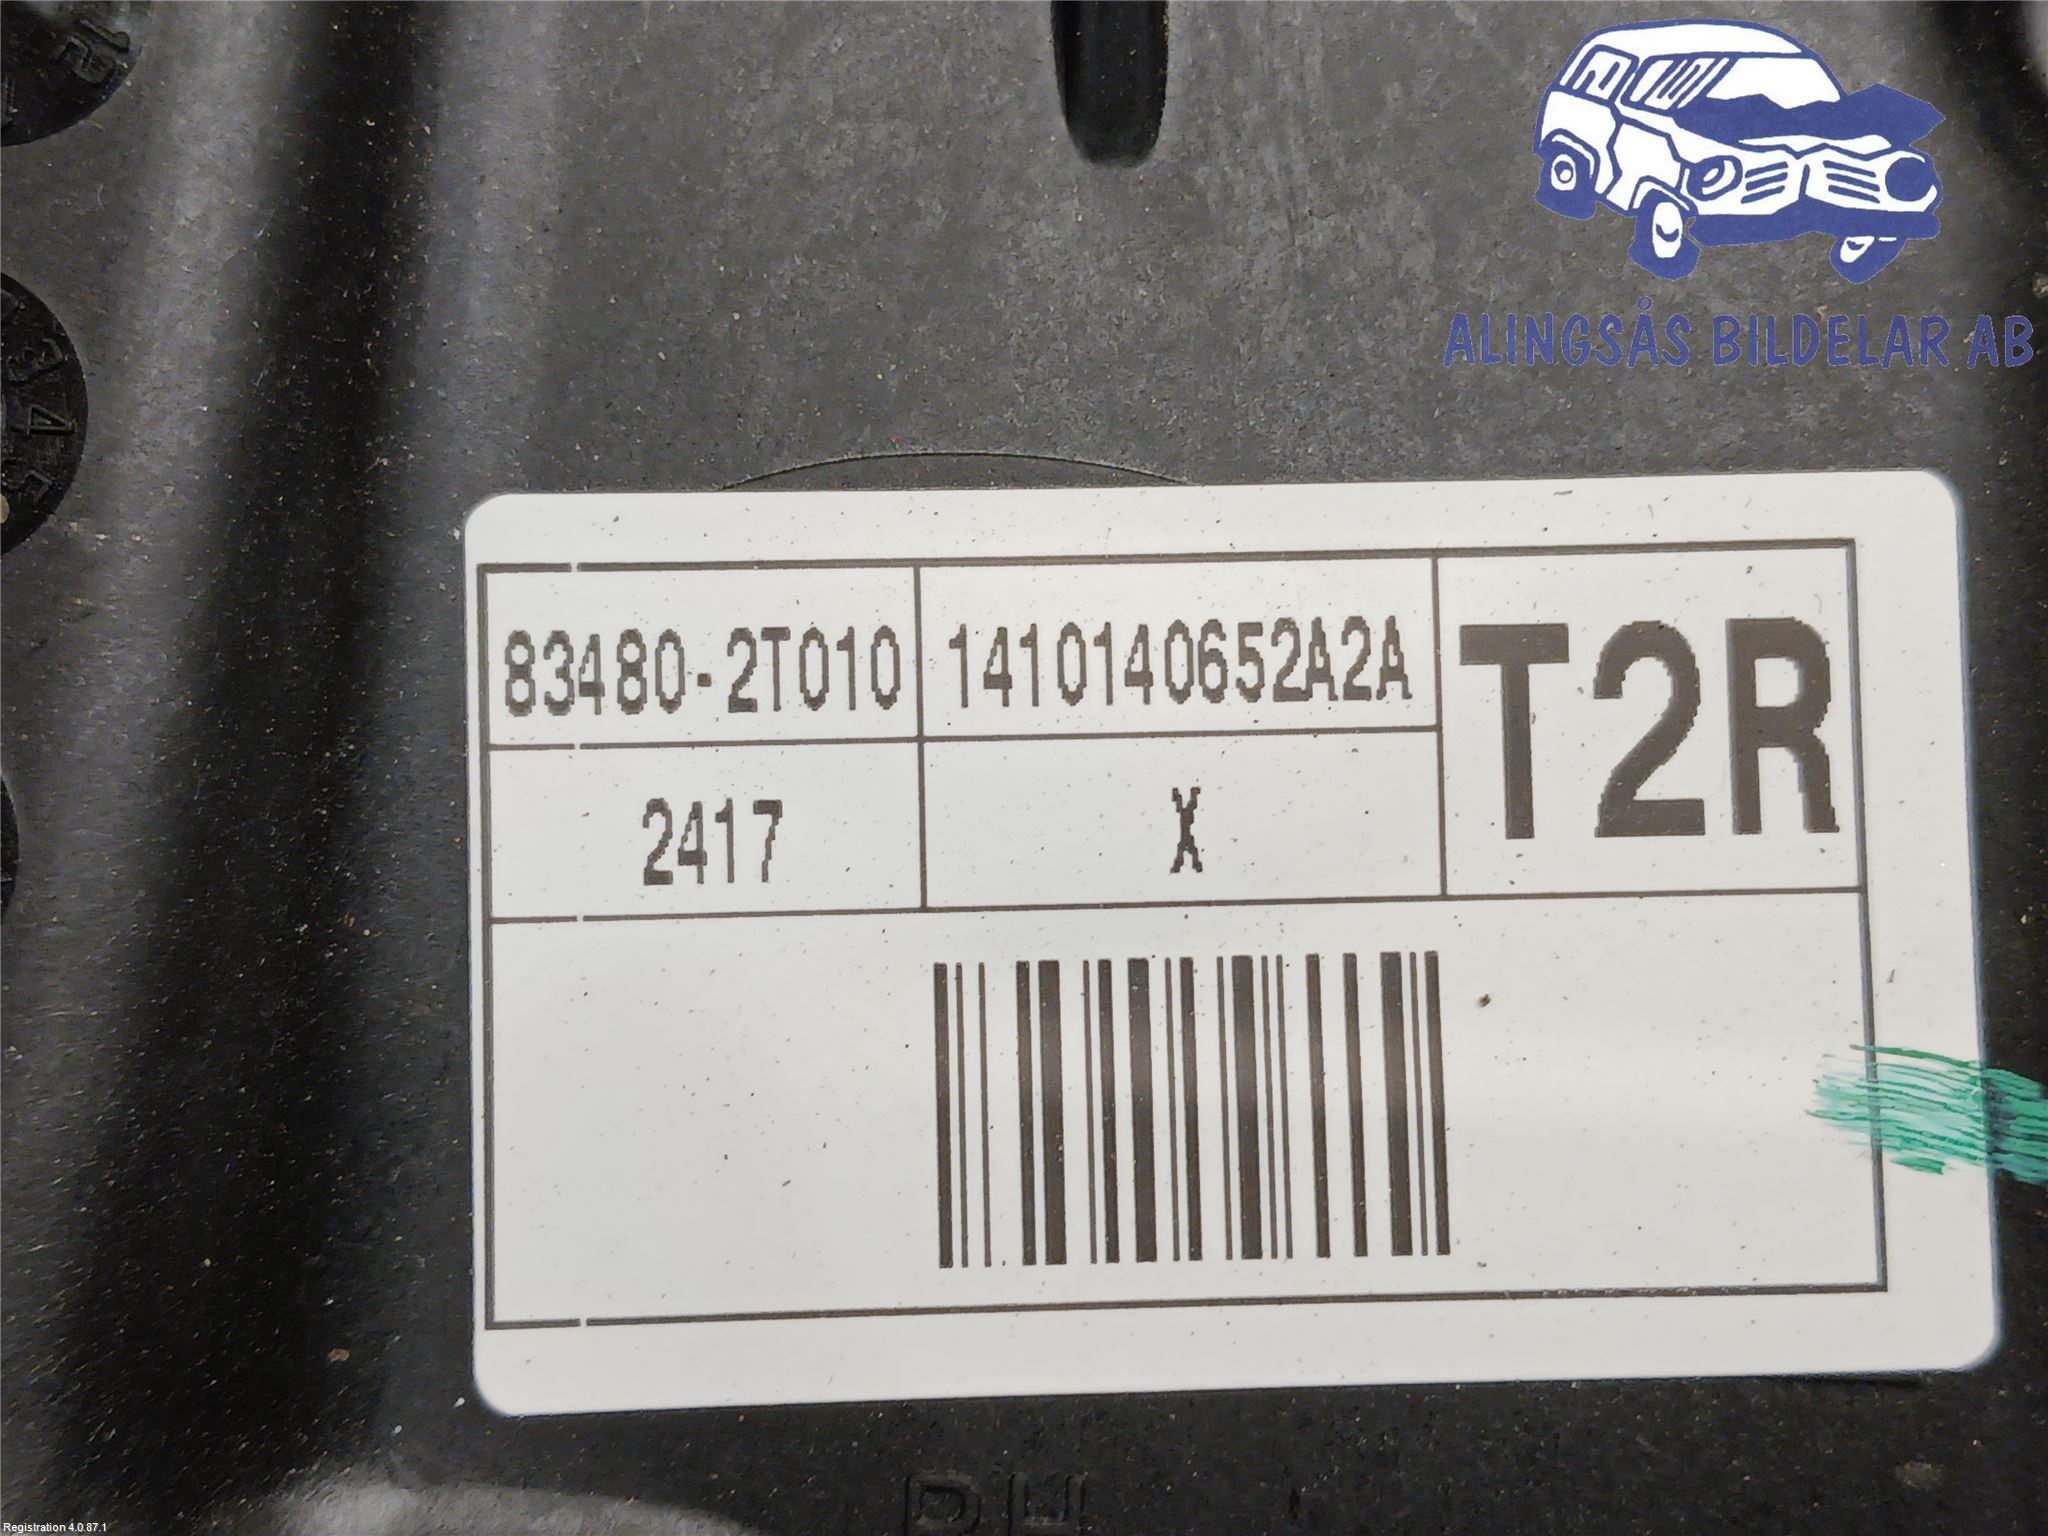 ALINGSÅS BILDELAR AB
83480-2T010 1410140652A2A T2R
2417 X
Registration 4.0.87.1